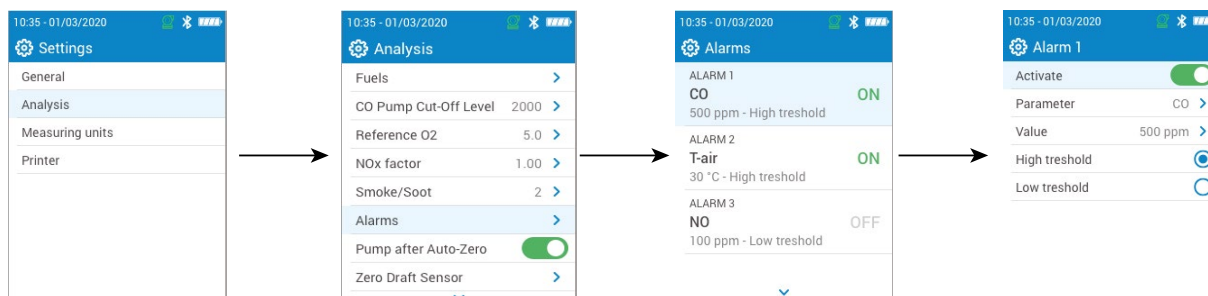 10:35 - 01/03/2020
Settings
General
Analysis
Measuring units
Printer
10:35 - 01/03/2020
Analysis
Fuels
CO Pump Cut-Off Level 2000
Reference O2 5.0
NOx factor 1.00
Smoke/Soot 2
Alarms
Pump after Auto-Zero
Zero Draft Sensor
10:35 - 01/03/2020
Alarms
ALARM 1
CO ON
500 ppm - High treshold
ALARM 2
T-air ON
30 °C - High treshold
ALARM 3
NO OFF
100 ppm - Low treshold
10:35 - 01/03/2020
Alarm 1
Activate
Parameter CO
Value 500 ppm
High treshold
Low treshold